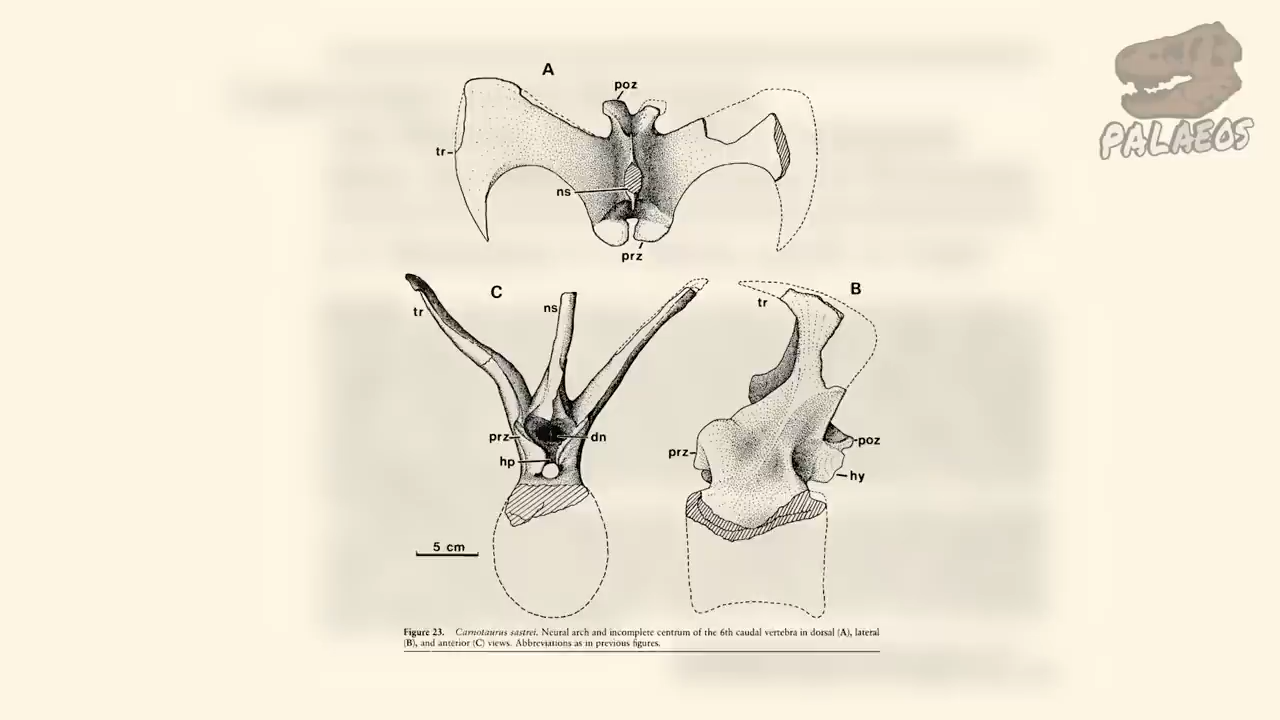 PALAEOS
A
poz
tr
ns
prz
C
ns
tr
prz
dn
hp
5 cm
B
tr
prz
poz
hy
Figure 23. Carnotaurus sastrei. Neural arch and incomplete centrum of the 6th caudal vertebra in dorsal (A), lateral
(B), and anterior (C) views. Abbreviations as in previous figures.